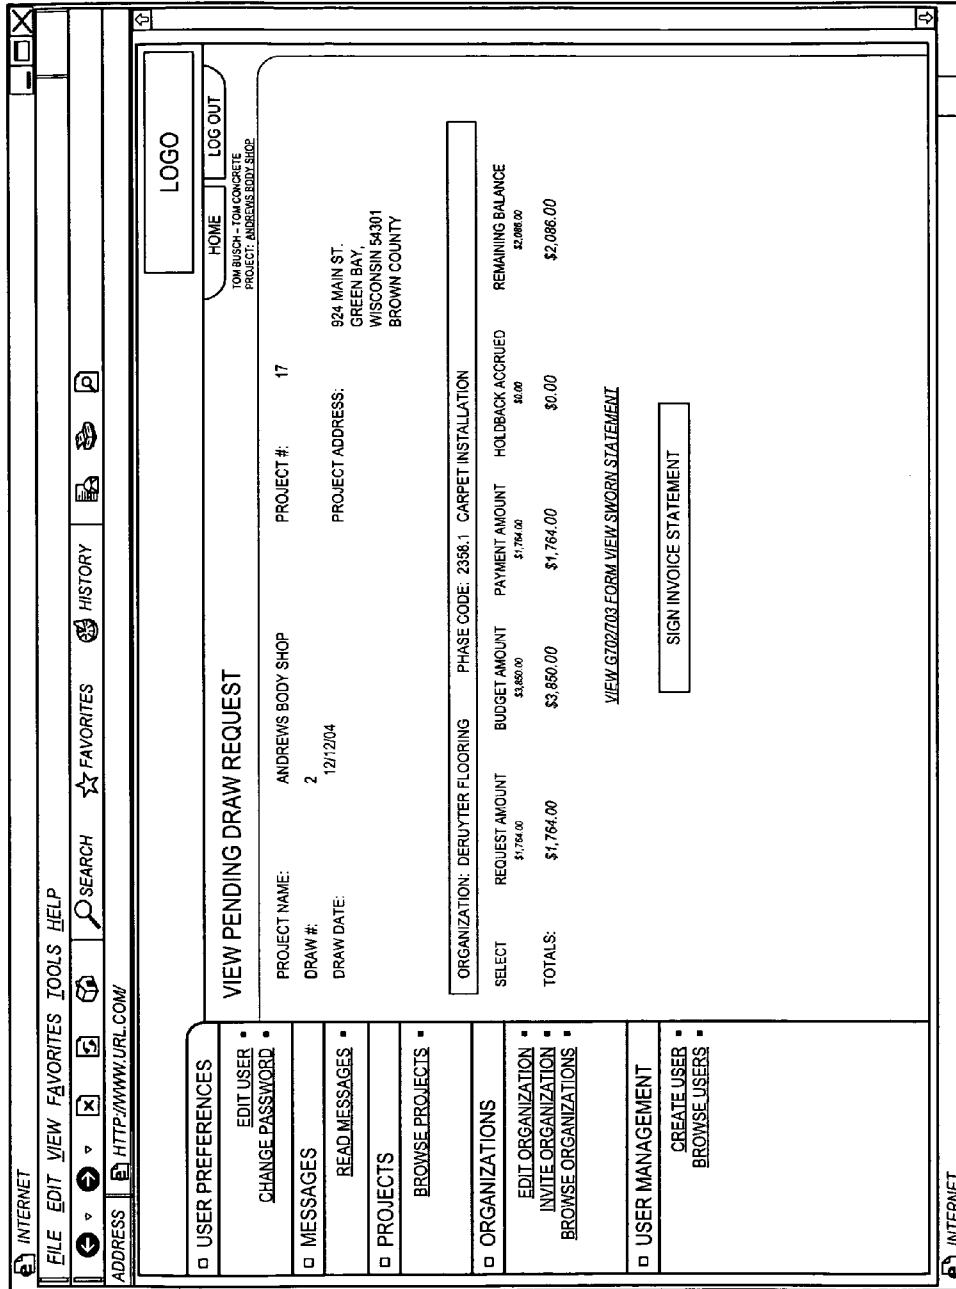 INTERNET
FILE EDIT VIEW FAVORITES TOOLS HELP
SEARCH FAVORITES HISTORY
ADDRESS HTTP://WWW.URL.COM/
LOGO
HOME LOG OUT
TOM BUSCH – TOM CONCRETE
PROJECT: ANDREWS BODY SHOP
USER PREFERENCES
EDIT USER
CHANGE PASSWORD
MESSAGES
READ MESSAGES
PROJECTS
BROWSE PROJECTS
ORGANIZATIONS
EDIT ORGANIZATION
INVITE ORGANIZATION
BROWSE ORGANIZATIONS
USER MANAGEMENT
CREATE USER
BROWSE USERS
VIEW PENDING DRAW REQUEST
PROJECT NAME: ANDREWS BODY SHOP PROJECT #: 17
DRAW #: 2
DRAW DATE: 12/12/04 PROJECT ADDRESS: 924 MAIN ST.
GREEN BAY,
WISCONSIN 54301
BROWN COUNTY
ORGANIZATION: DERUYTER FLOORING PHASE CODE: 2358.1 CARPET INSTALLATION
SELECT REQUEST AMOUNT BUDGET AMOUNT PAYMENT AMOUNT HOLDBACK ACCRUED REMAINING BALANCE
$1,764.00 $3,850.00 $1,764.00 $0.00 $2,086.00
TOTALS: $1,764.00 $3,850.00 $1,764.00 $0.00 $2,086.00
VIEW G702/703 FORM VIEW SWORN STATEMENT
SIGN INVOICE STATEMENT
INTERNET